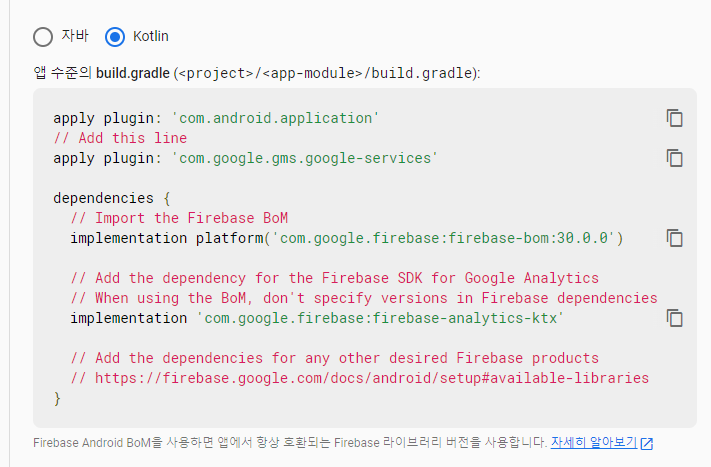 자바 Kotlin
앱 수준의 build.gradle (<project>/<app-module>/build.gradle):
apply plugin: 'com.android.application'
// Add this line
apply plugin: 'com.google.gms.google-services'
dependencies {
// Import the Firebase BoM
implementation platform('com.google.firebase:firebase-bom:30.0.0')
// Add the dependency for the Firebase SDK for Google Analytics
// When using the BoM, don't specify versions in Firebase dependencies
implementation 'com.google.firebase:firebase-analytics-ktx'
// Add the dependencies for any other desired Firebase products
// https://firebase.google.com/docs/android/setup#available-libraries
}
Firebase Android BoM을 사용하면 앱에서 항상 호환되는 Firebase 라이브러리 버전을 사용합니다. 자세히 알아보기